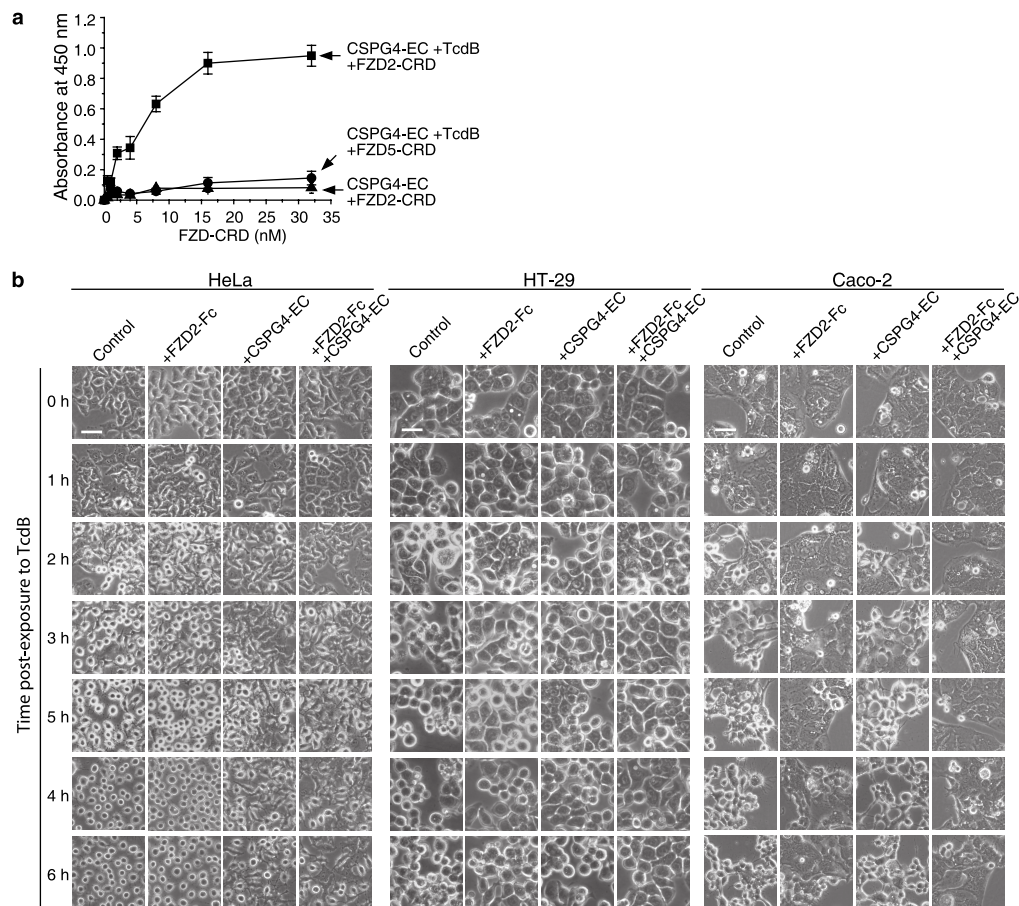 a
1.2
1.0
0.8
0.6
0.4
0.2
0.0
Absorbance at 450 nm
0
5
10
15
20
25
30
35
FZD-CRD (nM)
CSPG4-EC +TcdB
+FZD2-CRD
CSPG4-EC +TcdB
+FZD5-CRD
CSPG4-EC
+FZD2-CRD
b
HeLa
HT-29
Caco-2
Control
+FZD2-Fc
+CSPG4-EC
+FZD2-Fc
+CSPG4-EC
Control
+FZD2-Fc
+CSPG4-EC
+FZD2-Fc
+CSPG4-EC
Control
+FZD2-Fc
+CSPG4-EC
+FZD2-Fc
+CSPG4-EC
Time post-exposure to TcdB
0 h
1 h
2 h
3 h
5 h
4 h
6 h